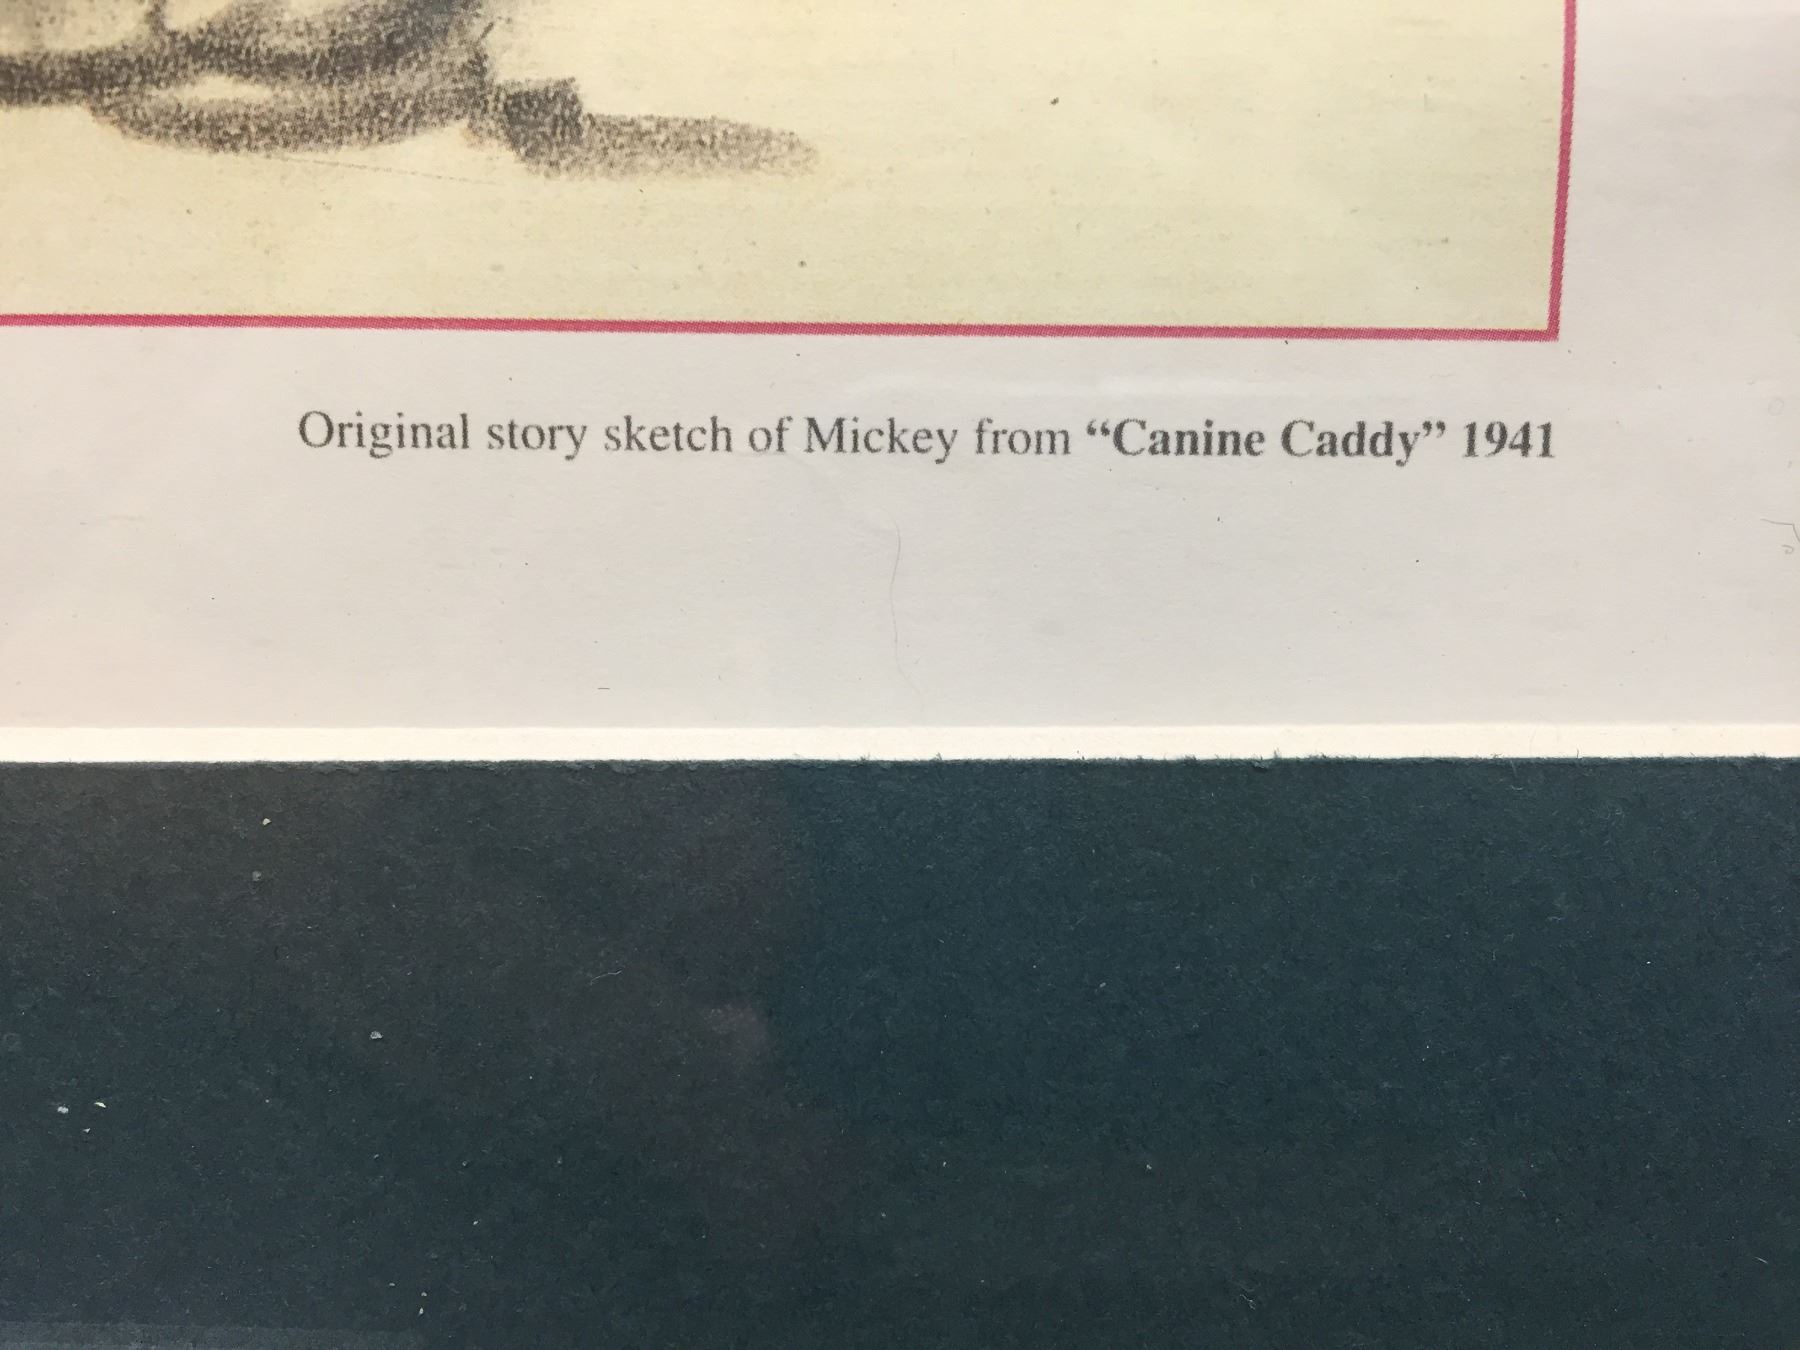 Original story sketch of Mickey from “Canine Caddy” 1941